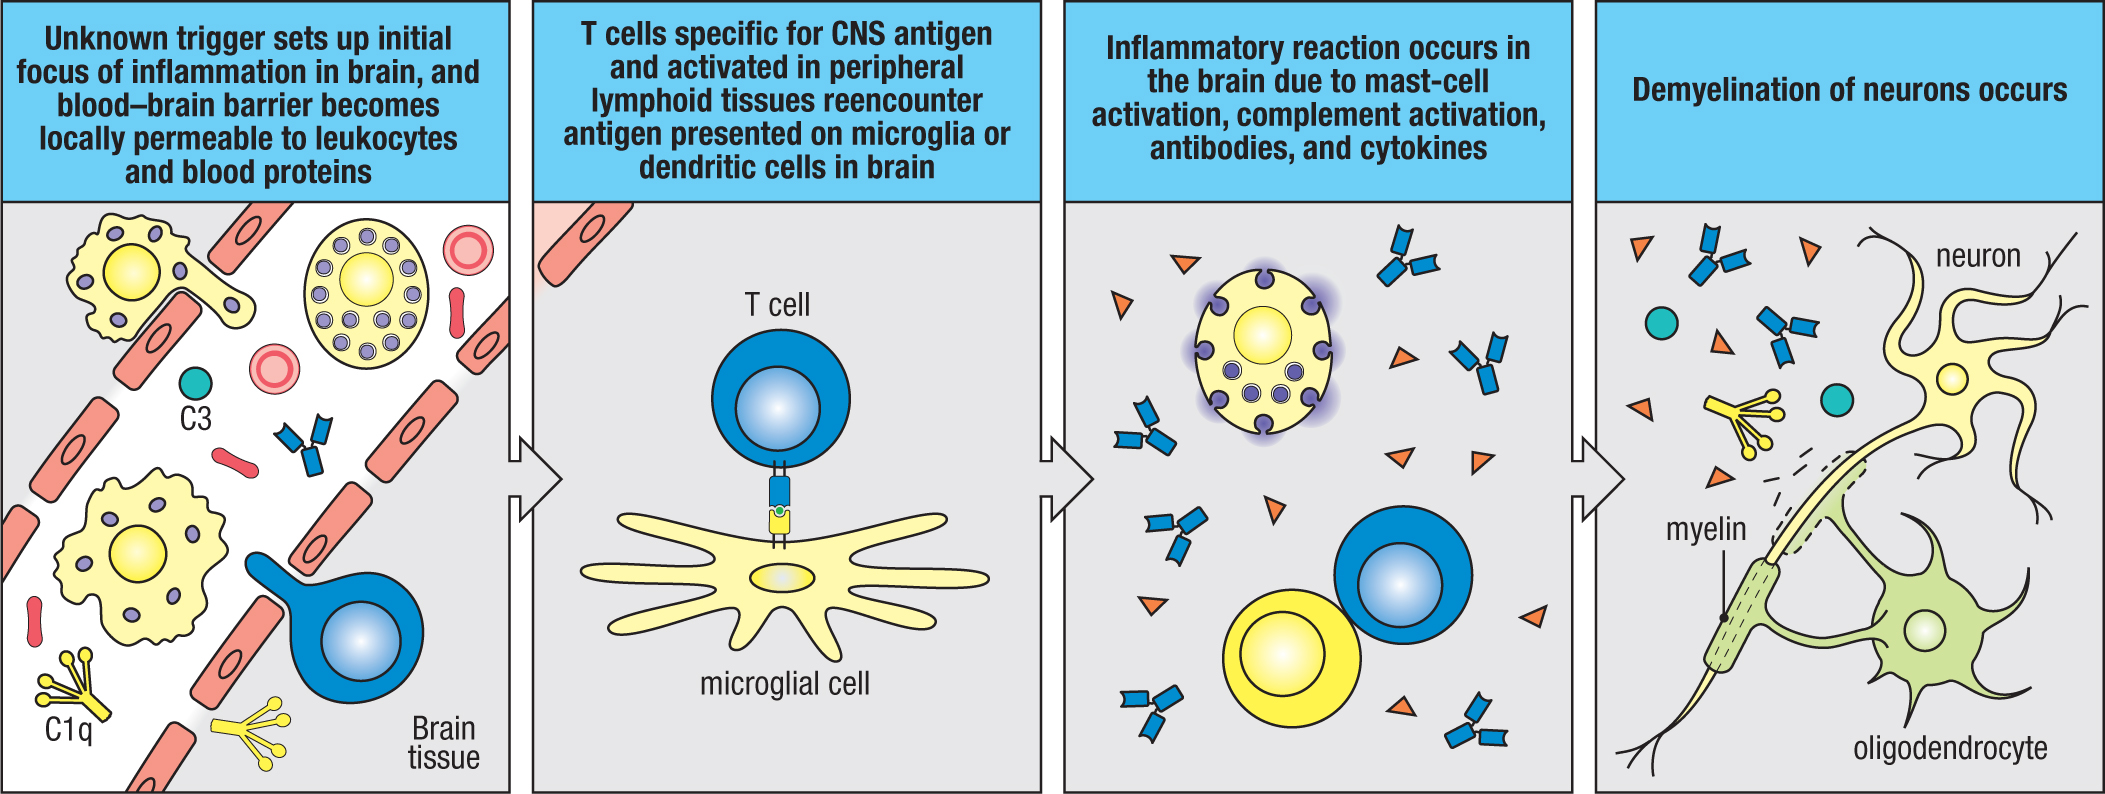 Unknown trigger sets up initial
focus of inflammation in brain, and
blood–brain barrier becomes
locally permeable to leukocytes
and blood proteins
C3
C1q
Brain
tissue
T cells specific for CNS antigen
and activated in peripheral
lymphoid tissues reencounter
antigen presented on microglia or
dendritic cells in brain
T cell
microglial cell
Inflammatory reaction occurs in
the brain due to mast-cell
activation, complement activation,
antibodies, and cytokines
Demyelination of neurons occurs
neuron
myelin
oligodendrocyte